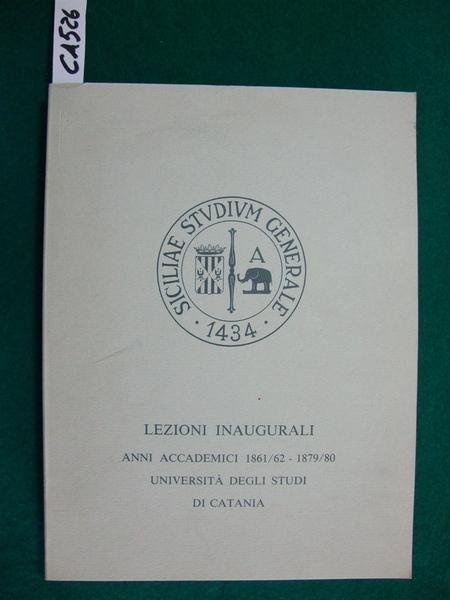 CA526
SICILIAE STVDIVM GENERALE
· 1434 ·
A
LEZIONI INAUGURALI
ANNI ACCADEMICI 1861/62 - 1879/80
UNIVERSITÀ DEGLI STUDI
DI CATANIA